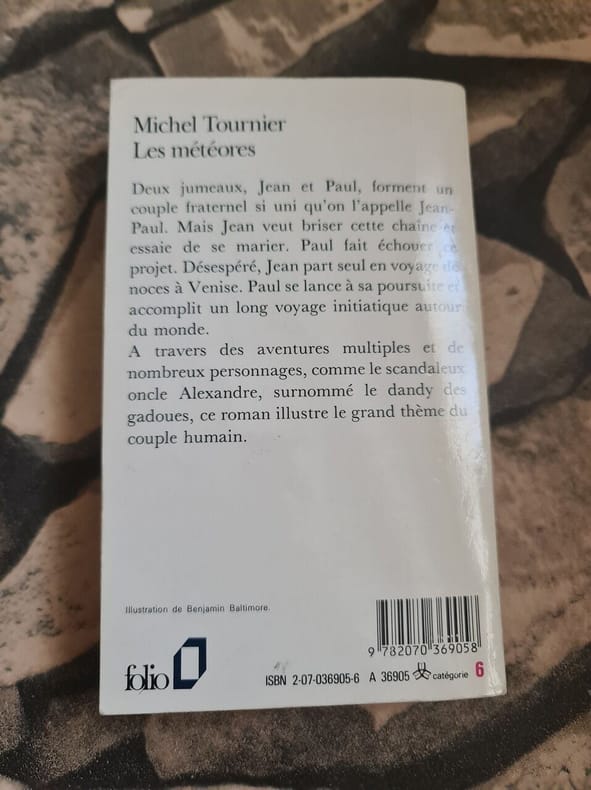 Michel Tournier
Les météores
Deux jumeaux, Jean et Paul, forment un
couple fraternel si uni qu'on l'appelle Jean-
Paul. Mais Jean veut briser cette chaîne et
essaie de se marier. Paul fait échouer ce
projet. Désespéré, Jean part seul en voyage de
noces à Venise. Paul se lance à sa poursuite et
accomplit un long voyage initiatique autour
du monde.
A travers des aventures multiples et de
nombreux personnages, comme le scandaleux
oncle Alexandre, surnommé le dandy des
gadoues, ce roman illustre le grand thème du
couple humain.
Illustration de Benjamin Baltimore.
9 782070 369058
folio
ISBN 2-07-036905-6 A 36905 catégorie 6